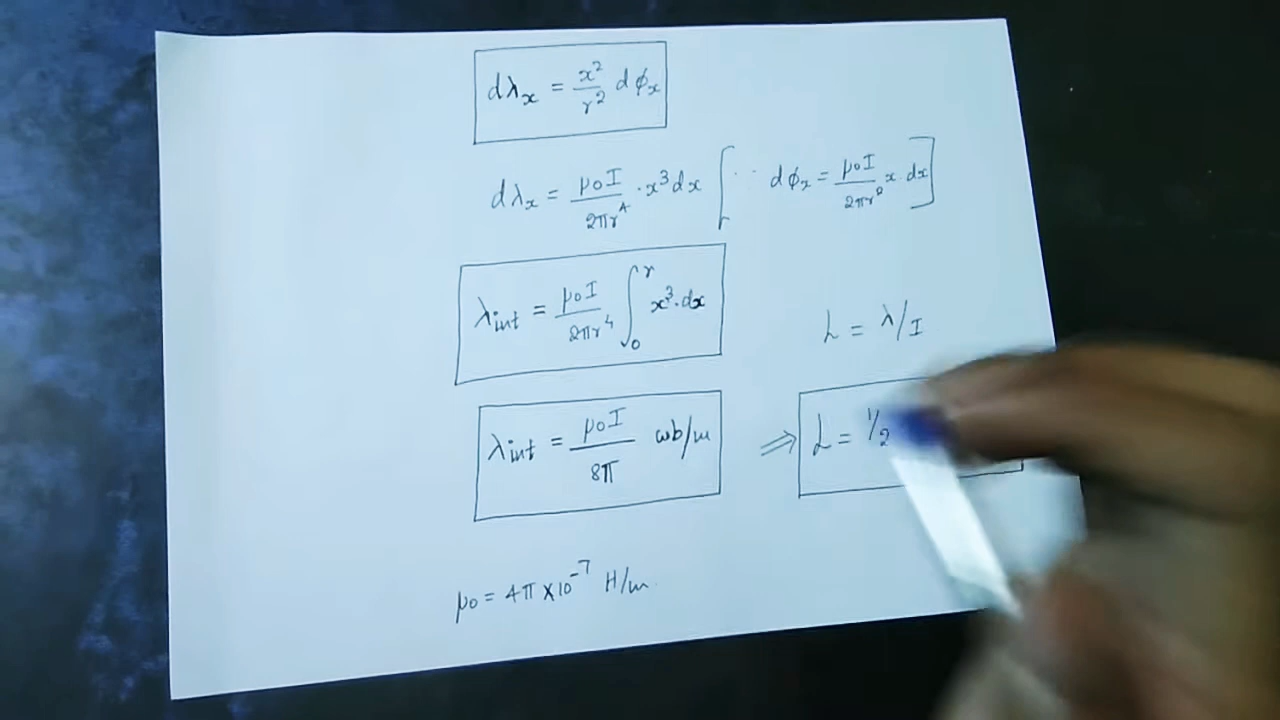 dλx = x²/r² dϕx
dλx = μ₀I/2πr⁴ · x³dx [∵ dϕx = μ₀I/2πr² x·dx]
λint = μ₀I/2πr⁴ ∫₀ʳ x³·dx
L = λ/I
λint = μ₀I/8π wb/m ⇒ L = 1/2
μ₀ = 4π×10⁻⁷ H/m